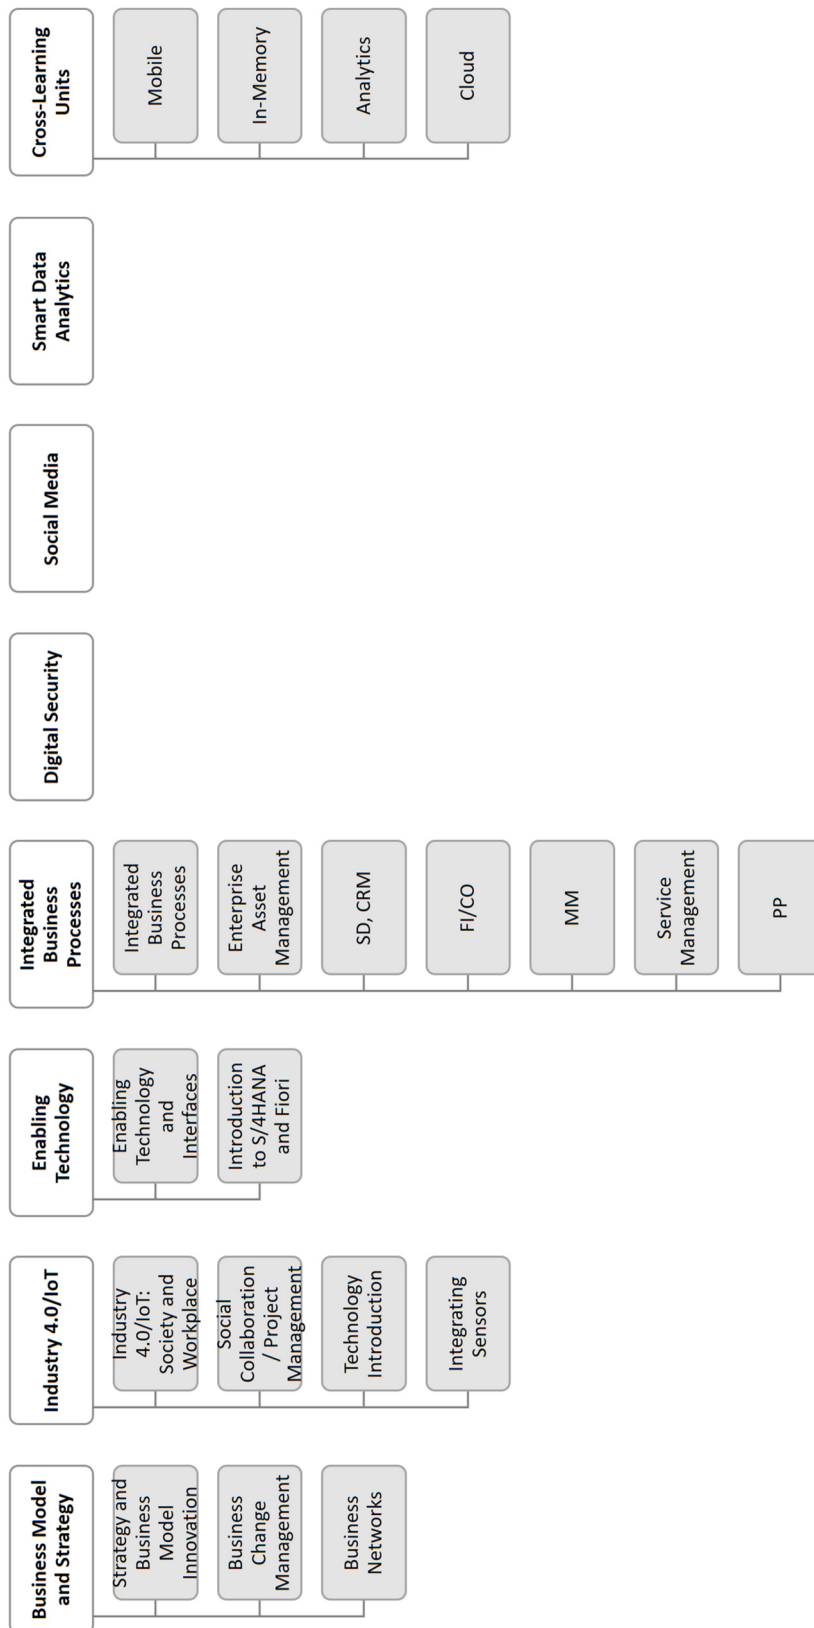 Business Model
and Strategy
Strategy and
Business
Model
Innovation
Business
Change
Management
Business
Networks
Industry 4.0/IoT
Industry
4.0/IoT:
Society and
Workplace
Social
Collaboration
/ Project
Management
Technology
Introduction
Integrating
Sensors
Enabling
Technology
Enabling
Technology
and
Interfaces
Introduction
to S/4HANA
and Fiori
Integrated
Business
Processes
Integrated
Business
Processes
Enterprise
Asset
Management
SD, CRM
FI/CO
MM
Service
Management
PP
Digital Security
Social Media
Smart Data
Analytics
Cross-Learning
Units
Mobile
In-Memory
Analytics
Cloud